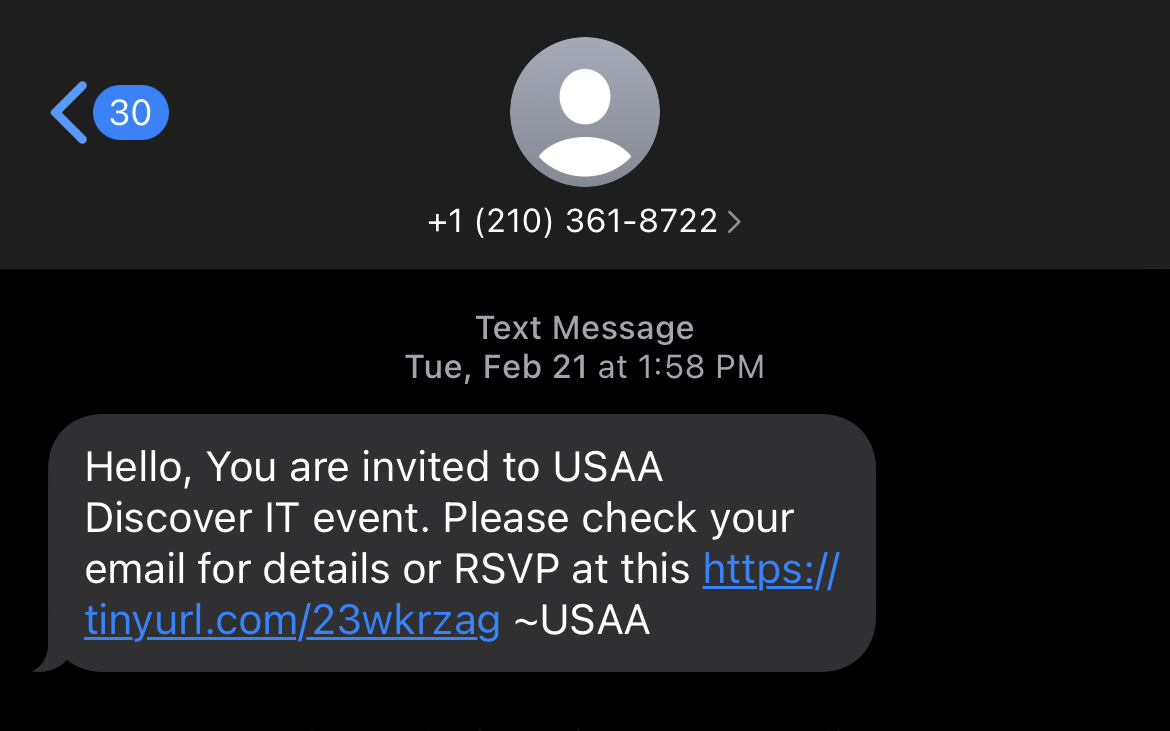 30
+1 (210) 361-8722
Text Message
Tue, Feb 21 at 1:58 PM
Hello, You are invited to USAA
Discover IT event. Please check your
email for details or RSVP at this https://
tinyurl.com/23wkrzag ~USAA